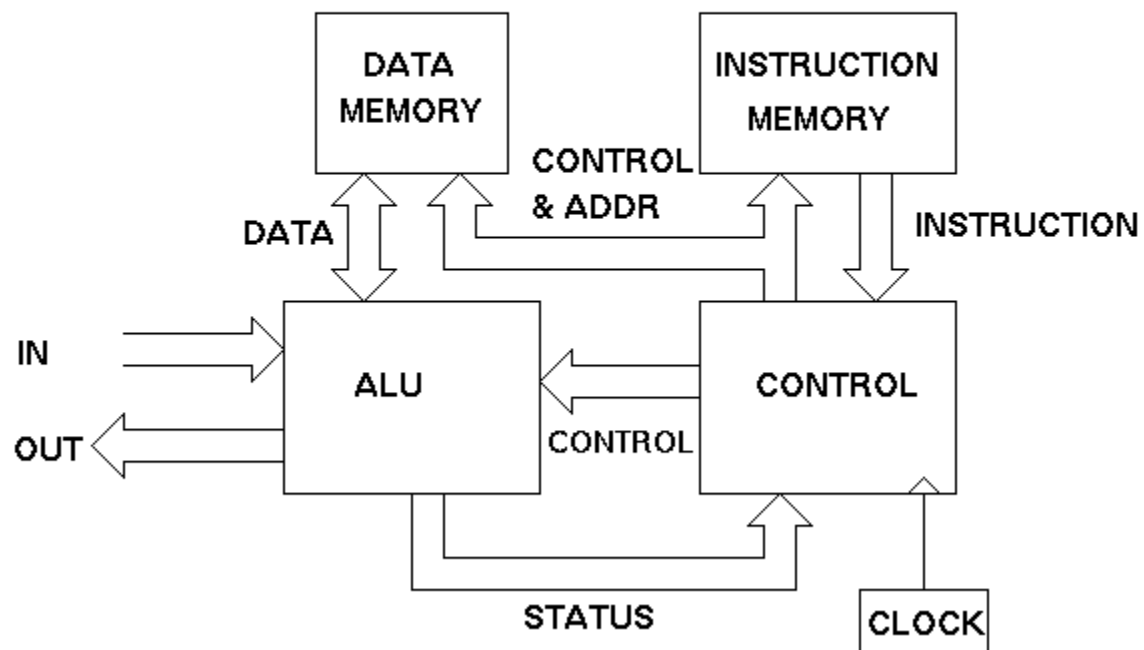 DATA
MEMORY
INSTRUCTION
MEMORY
CONTROL
& ADDR
DATA
INSTRUCTION
IN
ALU
CONTROL
OUT
CONTROL
STATUS
CLOCK